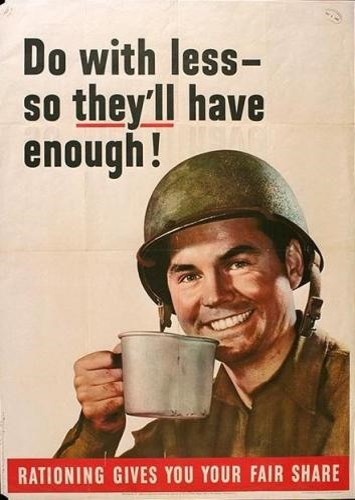 Do with less–
so they'll have
enough!
RATIONING GIVES YOU YOUR FAIR SHARE